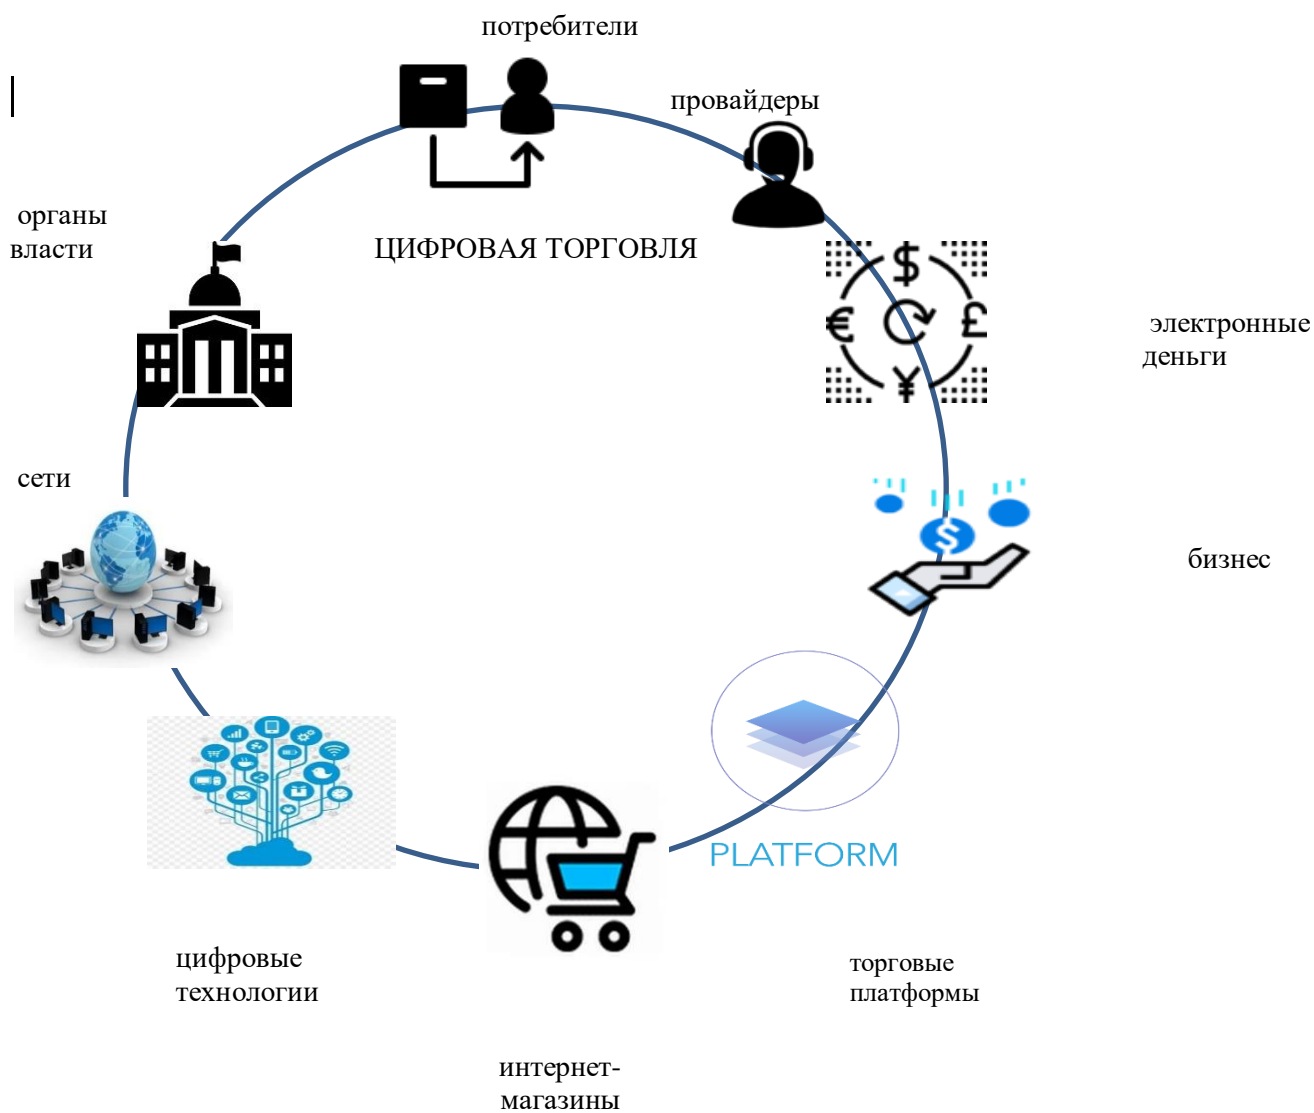 потребители
провайдеры
органы
власти
ЦИФРОВАЯ ТОРГОВЛЯ
электронные
деньги
сети
бизнес
PLATFORM
цифровые
технологии
торговые
платформы
интернет-
магазины